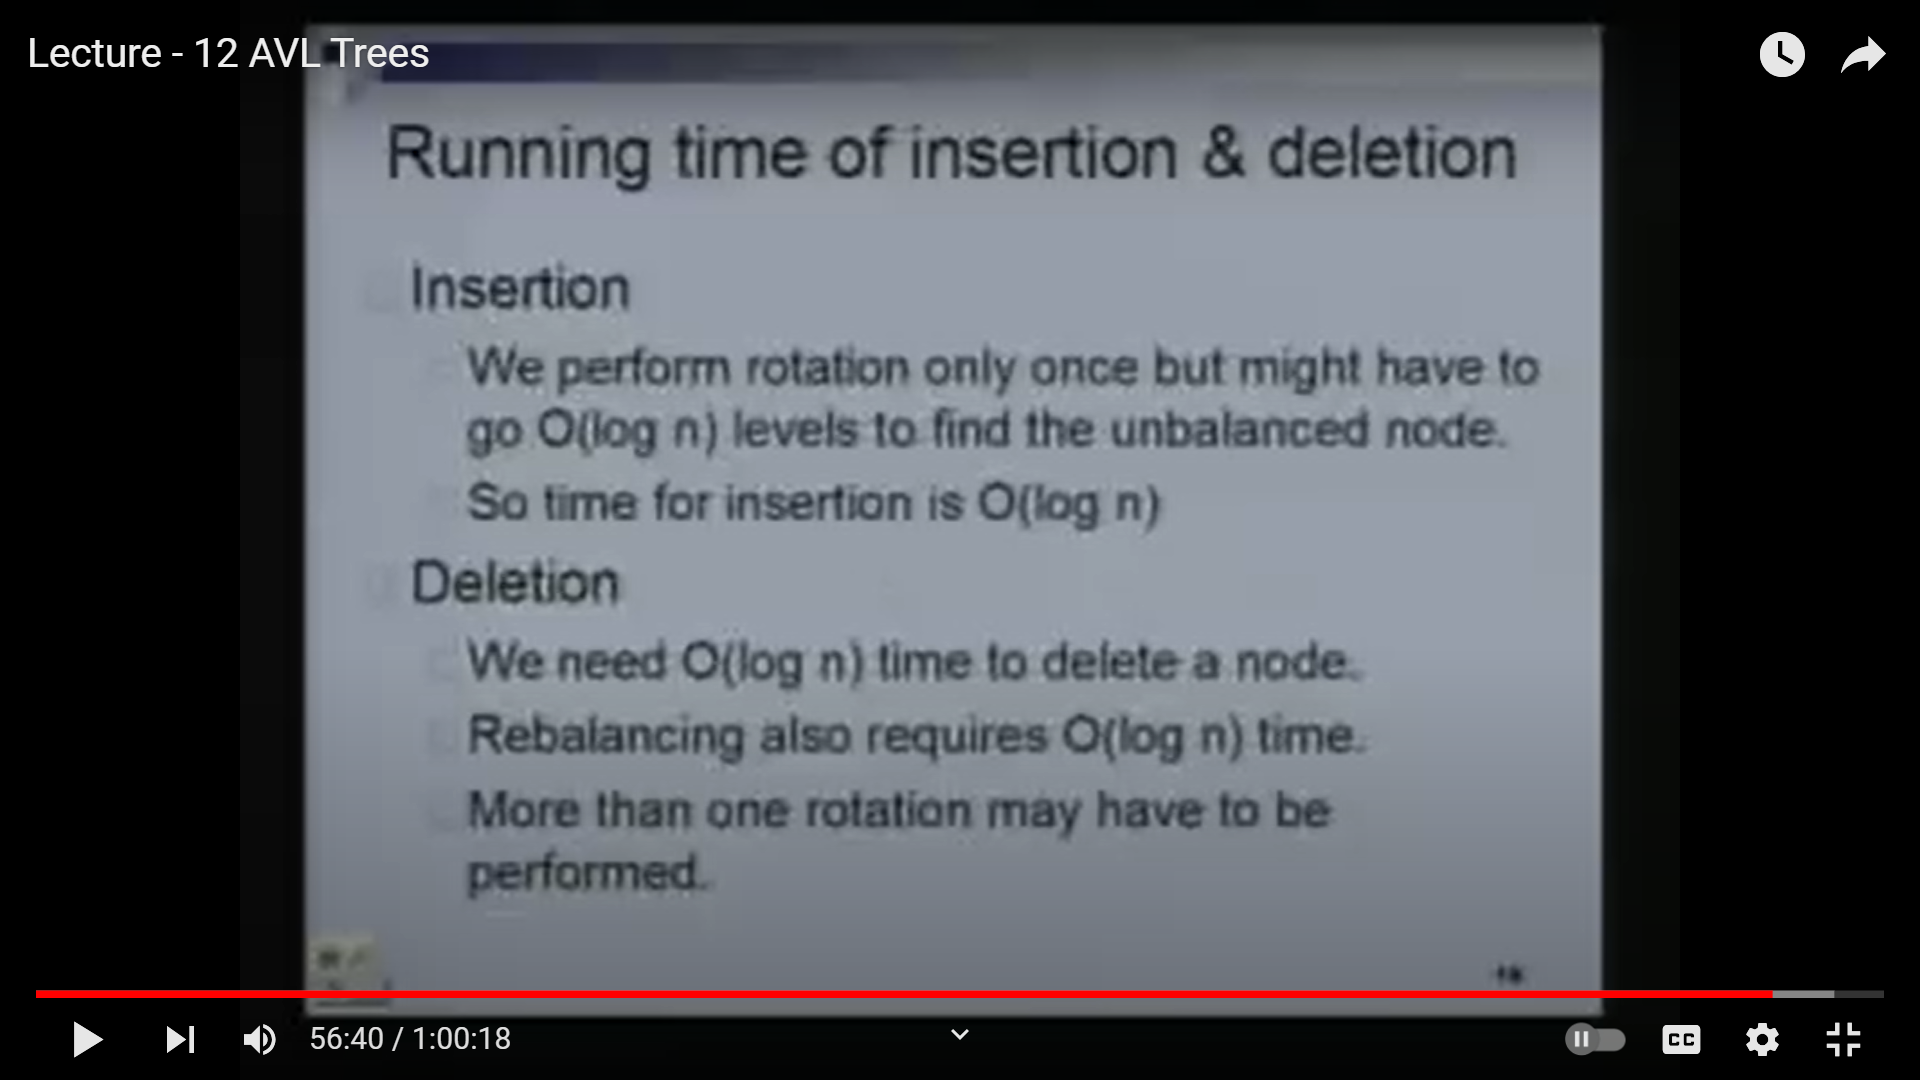 Lecture - 12 AVL Trees
Running time of insertion & deletion
Insertion
We perform rotation only once but might have to
go O(log n) levels to find the unbalanced node.
So time for insertion is O(log n)
Deletion
We need O(log n) time to delete a node.
Rebalancing also requires O(log n) time.
More than one rotation may have to be
performed.
56:40 / 1:00:18
CC